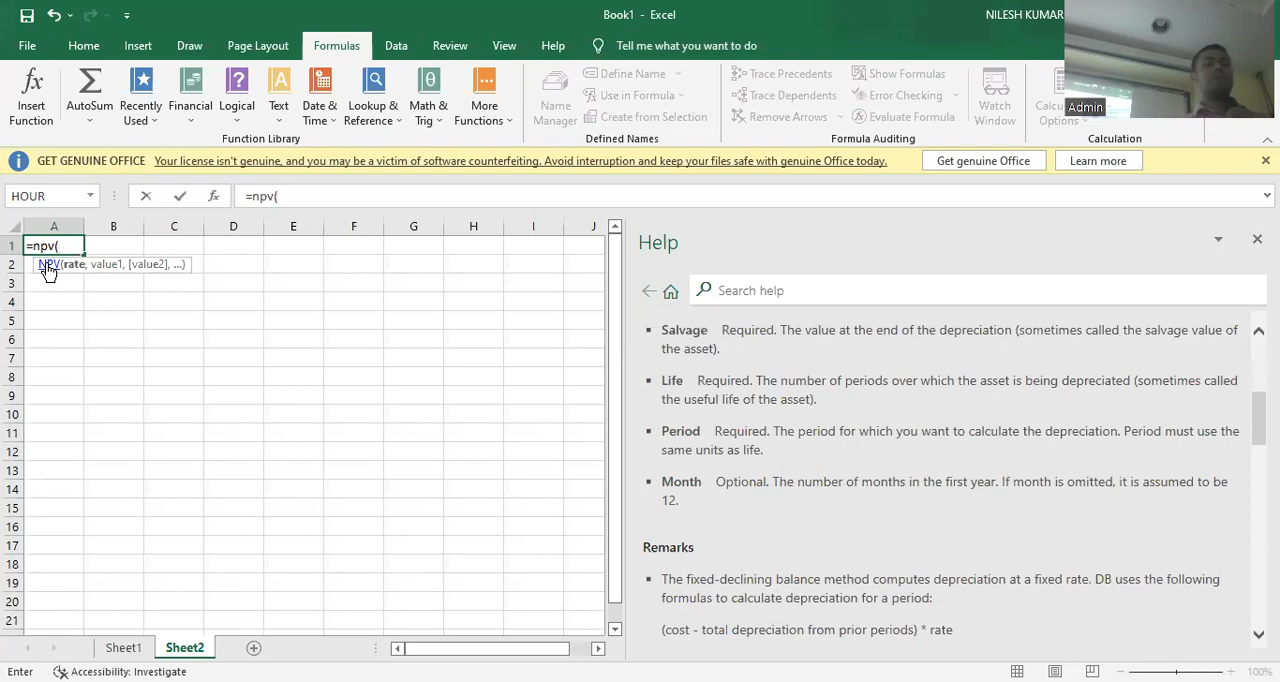 Book1 - Excel
NILESH KUMAR
File Home Insert Draw Page Layout Formulas Data Review View Help Tell me what you want to do
Insert Function
AutoSum
Recently Used
Financial
Logical
Text
Date & Time
Lookup & Reference
Math & Trig
More Functions
Function Library
Name Manager
Define Name
Use in Formula
Create from Selection
Defined Names
Trace Precedents
Trace Dependents
Remove Arrows
Show Formulas
Error Checking
Evaluate Formula
Formula Auditing
Watch Window
Options
Calculation
Admin
GET GENUINE OFFICE Your license isn't genuine, and you may be a victim of software counterfeiting. Avoid interruption and keep your files safe with genuine Office today. Get genuine Office Learn more
HOUR fx =npv(
A B C D E F G H I J
1 =npv(
2 NPV(rate, value1, [value2], ...)
3
4
5
6
7
8
9
10
11
12
13
14
15
16
17
18
19
20
21
Help
Search help
Salvage Required. The value at the end of the depreciation (sometimes called the salvage value of
the asset).
Life Required. The number of periods over which the asset is being depreciated (sometimes called
the useful life of the asset).
Period Required. The period for which you want to calculate the depreciation. Period must use the
same units as life.
Month Optional. The number of months in the first year. If month is omitted, it is assumed to be
12.
Remarks
The fixed-declining balance method computes depreciation at a fixed rate. DB uses the following
formulas to calculate depreciation for a period:
(cost - total depreciation from prior periods) * rate
Sheet1 Sheet2
Enter Accessibility: Investigate 100%